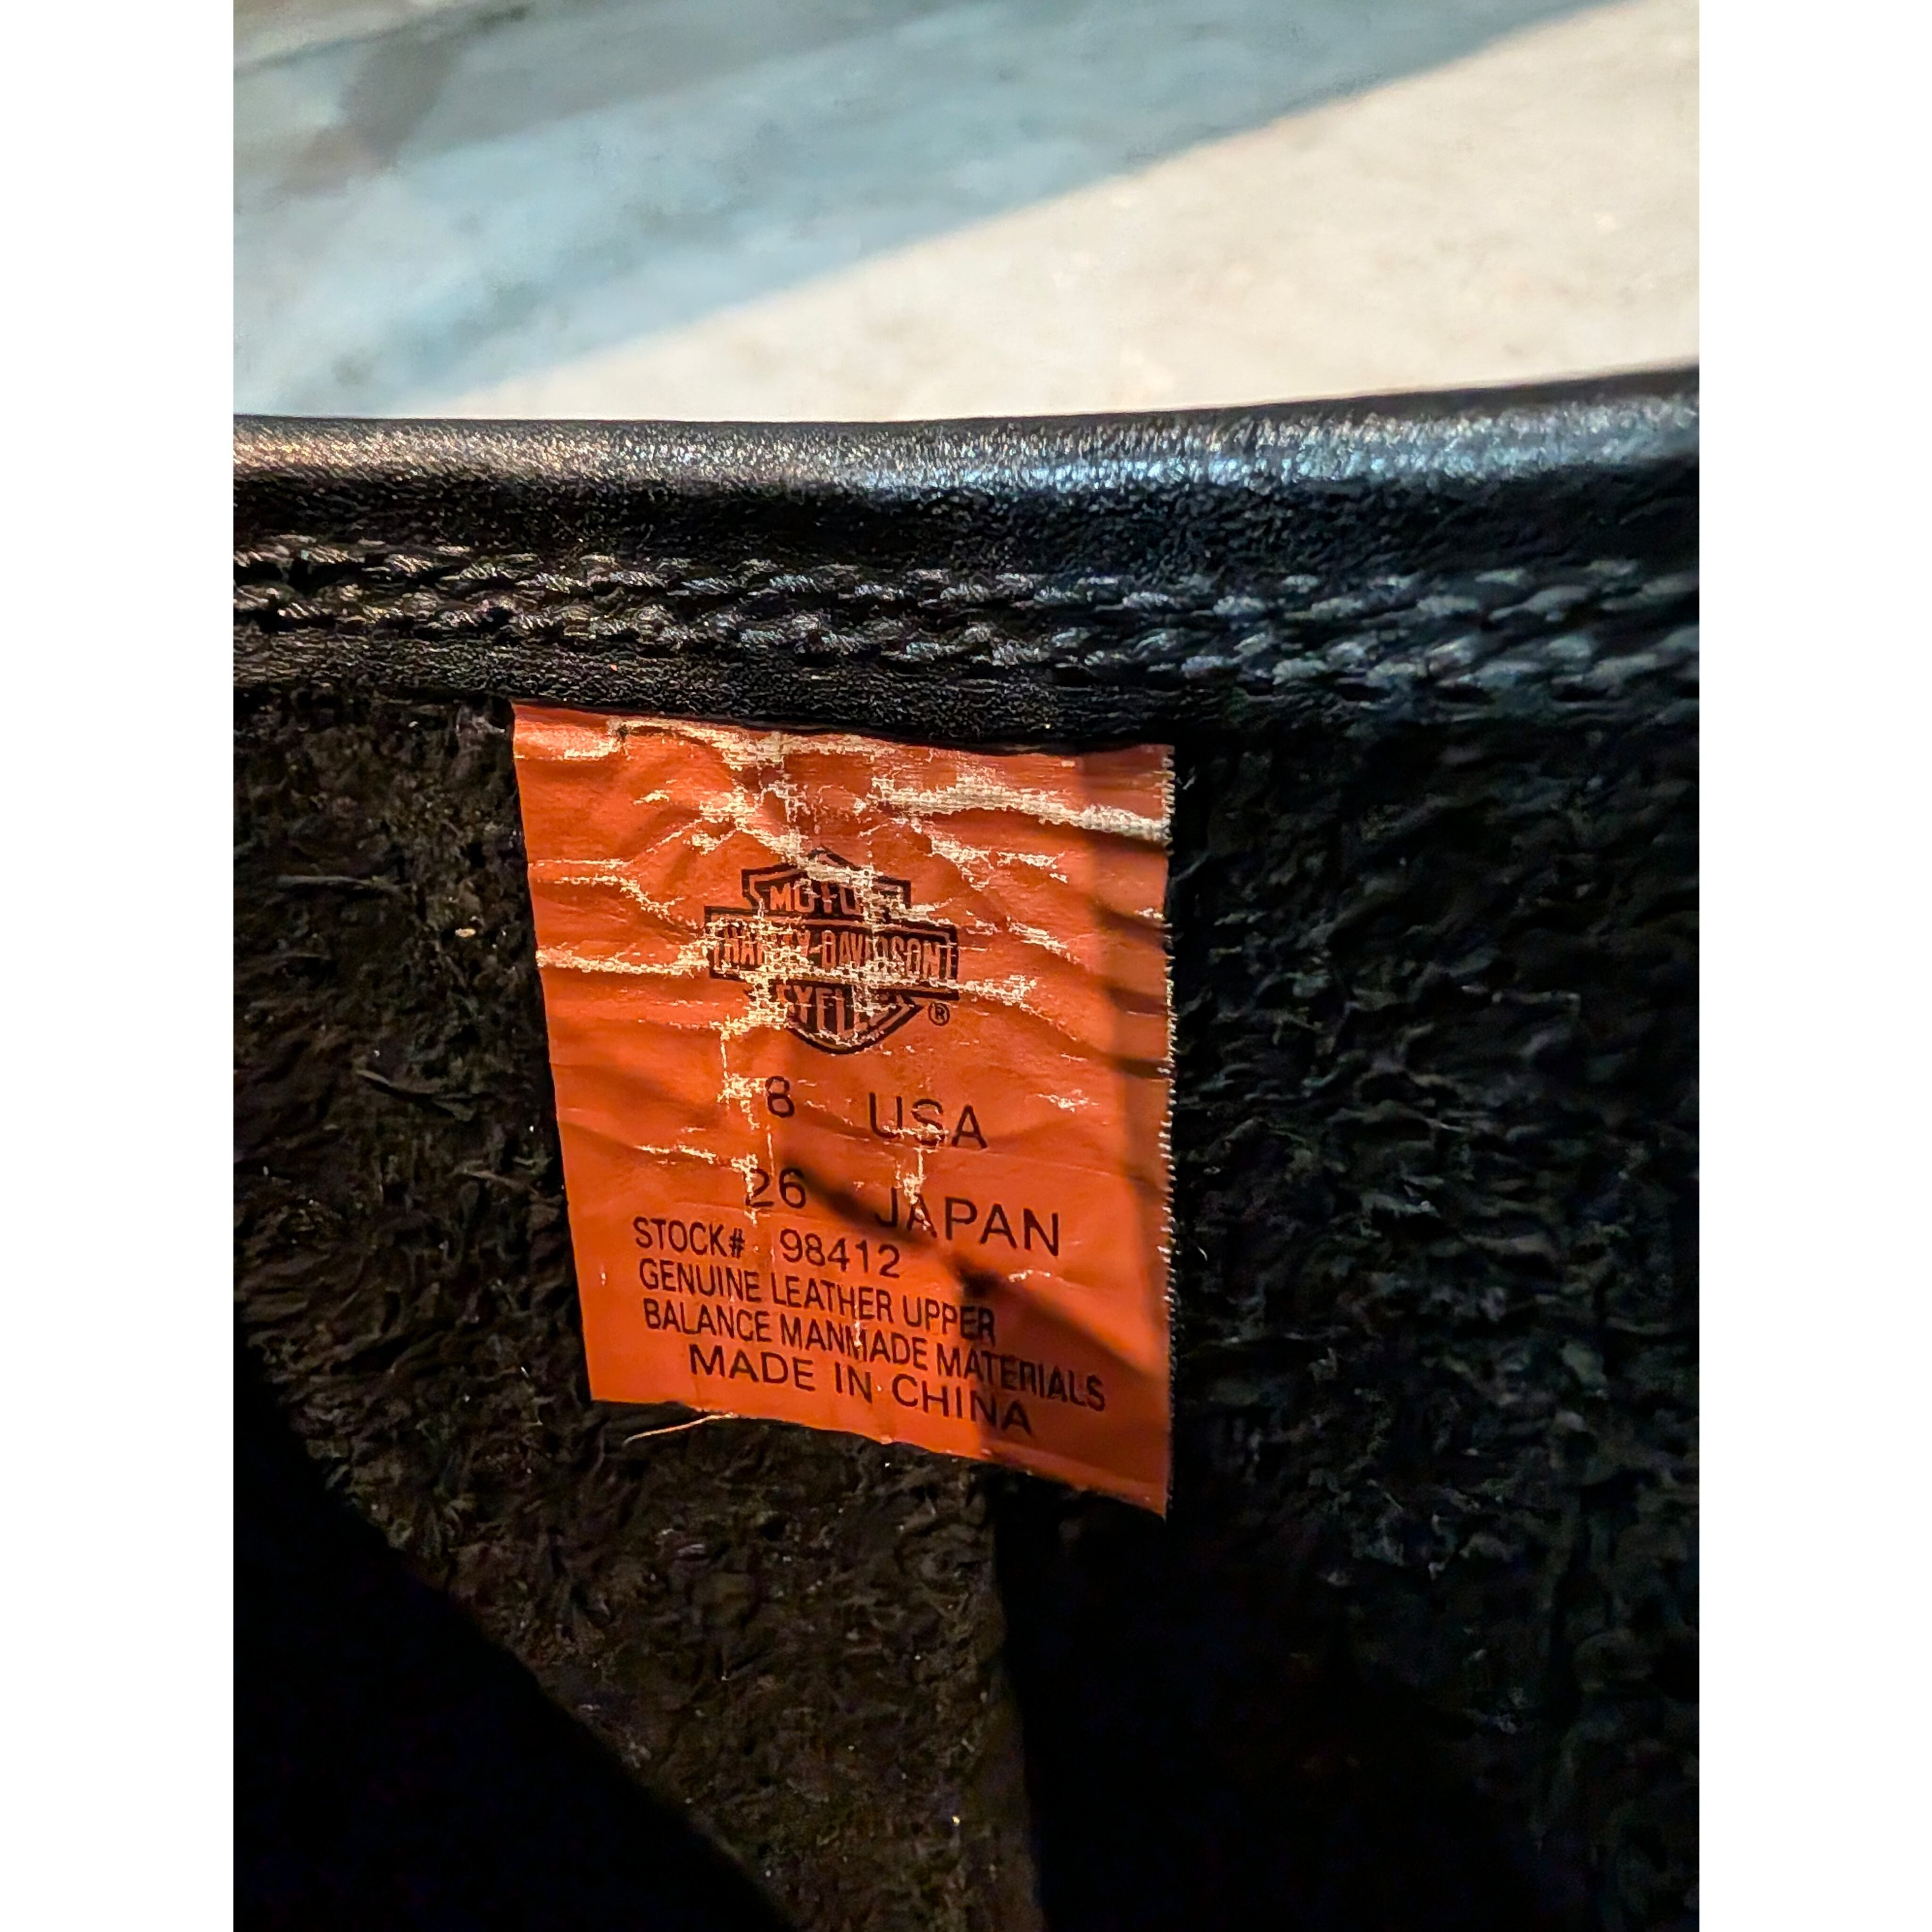 MOTOR
HARLEY-DAVIDSON
CYCLES
®
8 USA
26 JAPAN
STOCK# 98412
GENUINE LEATHER UPPER
BALANCE MANMADE MATERIALS
MADE IN CHINA